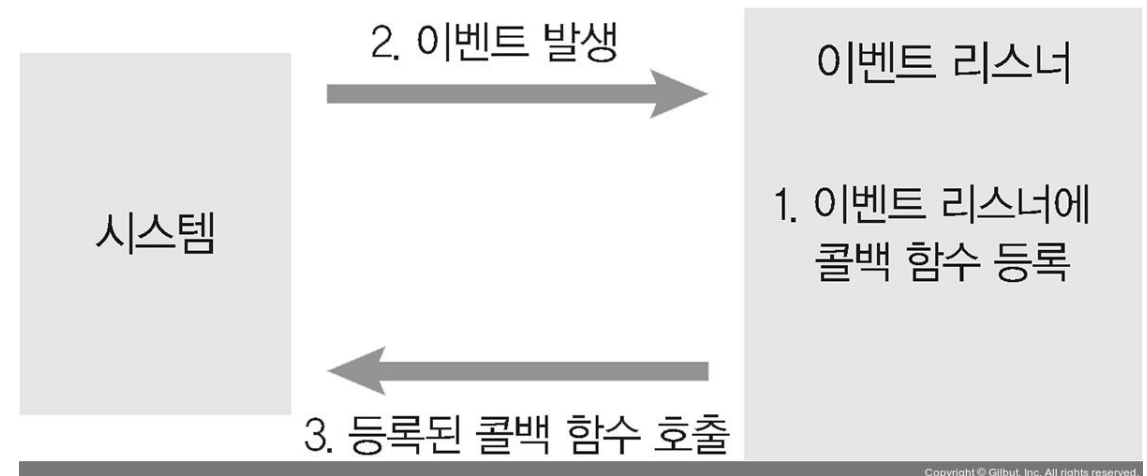 2. 이벤트 발생
이벤트 리스너
시스템
1. 이벤트 리스너에
콜백 함수 등록
3. 등록된 콜백 함수 호출
Copyright © Gilbut, Inc. All rights reserved.